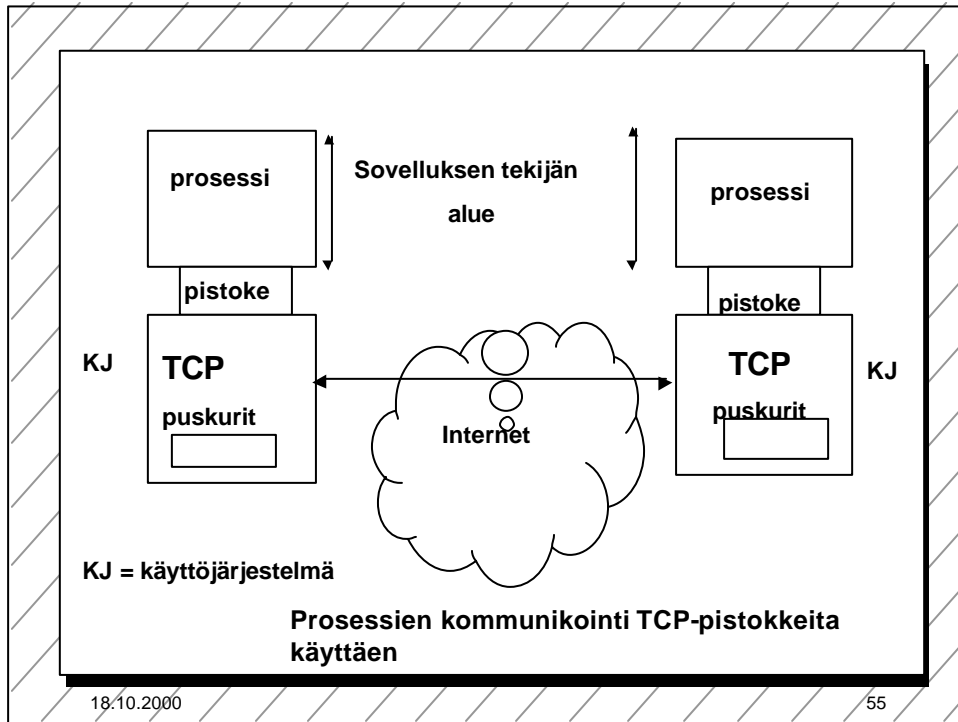 prosessi
Sovelluksen tekijän
alue
prosessi
pistoke
pistoke
KJ
TCP
puskurit
TCP
puskurit
KJ
Internet
KJ = käyttöjärjestelmä
Prosessien kommunikointi TCP-pistokkeita
käyttäen
18.10.2000
55